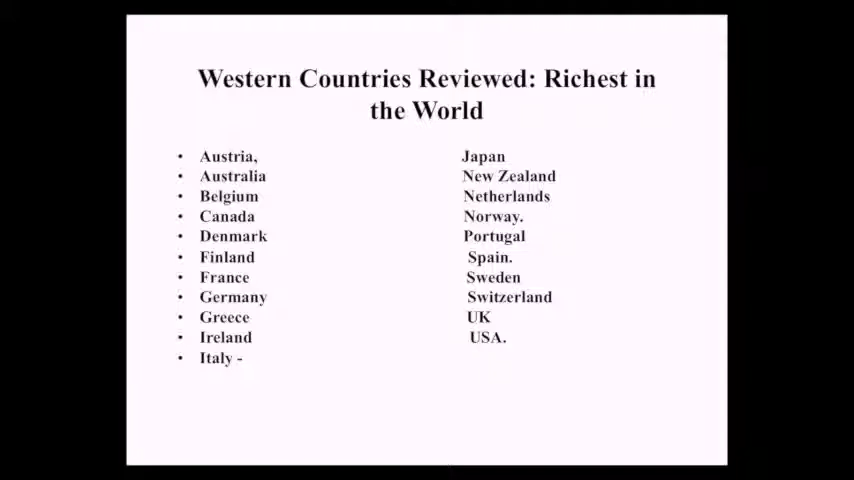 Western Countries Reviewed: Richest in
the World
• Austria, Japan
• Australia New Zealand
• Belgium Netherlands
• Canada Norway.
• Denmark Portugal
• Finland Spain.
• France Sweden
• Germany Switzerland
• Greece UK
• Ireland USA.
• Italy -